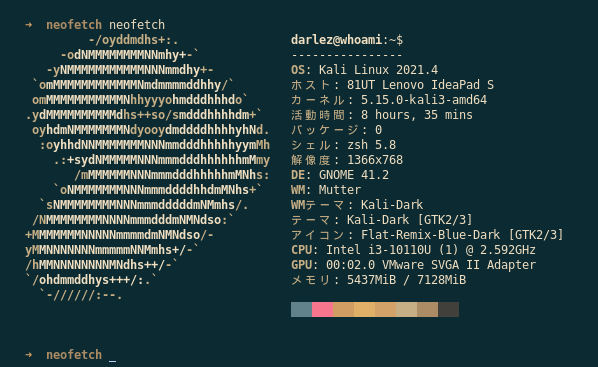 ➜ neofetch neofetch
-/oyddmdhs+:.
-odNMMMMMMMMNNmhy+-`
-yNMMMMMMMMMMMNNNmmdhy+-
`omMMMMMMMMMMMMNmdmmmmddhhy/`
omMMMMMMMMMMMNhhyyyohmdddhhhdo`
.ydMMMMMMMMMMdhs++so/smdddhhhhdm+`
oyhdmNMMMMMMMNdyooydmddddhhhhyhNd.
:oyhhdNNMMMMMMMNNNmmdddhhhhhyymMh
.:+sydNMMMMMNNNmmmdddhhhhhhmMmy
/mMMMMMMNNNmmmdddhhhhhmMNhs:
`oNMMMMMMMNNNmmmddddhhdmMNhs+`
`sNMMMMMMMMNNNmmmdddddmNMmhs/.
/NMMMMMMMMNNNNmmmdddmNMNdso:`
+MMMMMMMNNNNNmmmmdmNMNdso/-
yMMNNNNNNNmmmmmNNMmhs+/-`
/hMMNNNNNNNNMNdhs++/-`
`/ohdmmddhys+++/:.`
`-//////:--.
darlez@whoami:~$
----------------
OS: Kali Linux 2021.4
ホスト: 81UT Lenovo IdeaPad S
カーネル: 5.15.0-kali3-amd64
活動時間: 8 hours, 35 mins
パッケージ: 0
シェル: zsh 5.8
解像度: 1366x768
DE: GNOME 41.2
WM: Mutter
WMテーマ: Kali-Dark
テーマ: Kali-Dark [GTK2/3]
アイコン: Flat-Remix-Blue-Dark [GTK2/3]
CPU: Intel i3-10110U (1) @ 2.592GHz
GPU: 00:02.0 VMware SVGA II Adapter
メモリ: 5437MiB / 7128MiB
➜ neofetch _